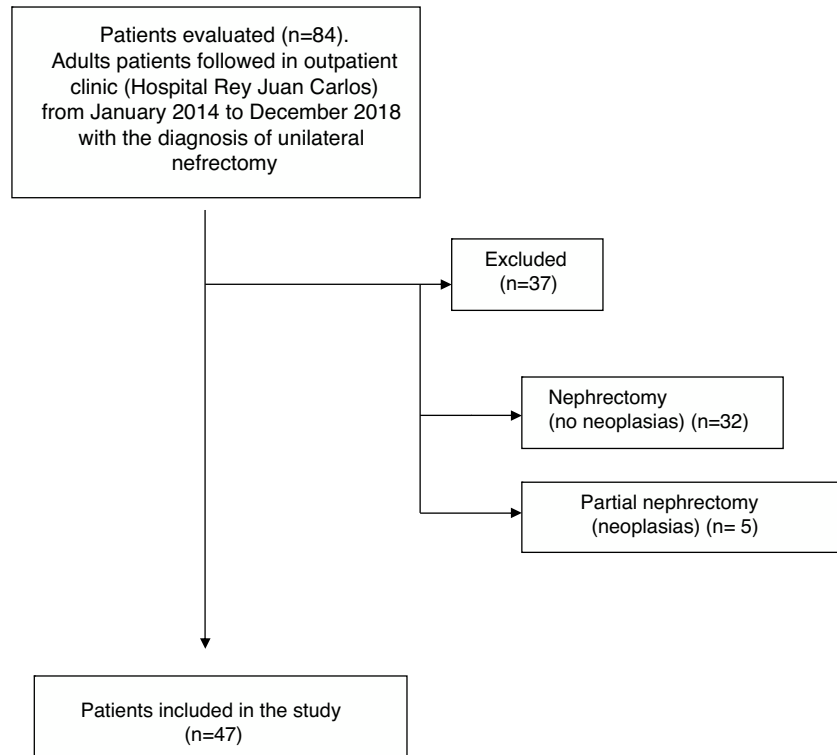 Patients evaluated (n=84).
Adults patients followed in outpatient
clinic (Hospital Rey Juan Carlos)
from January 2014 to December 2018
with the diagnosis of unilateral
nefrectomy
Excluded
(n=37)
Nephrectomy
(no neoplasias) (n=32)
Partial nephrectomy
(neoplasias) (n= 5)
Patients included in the study
(n=47)